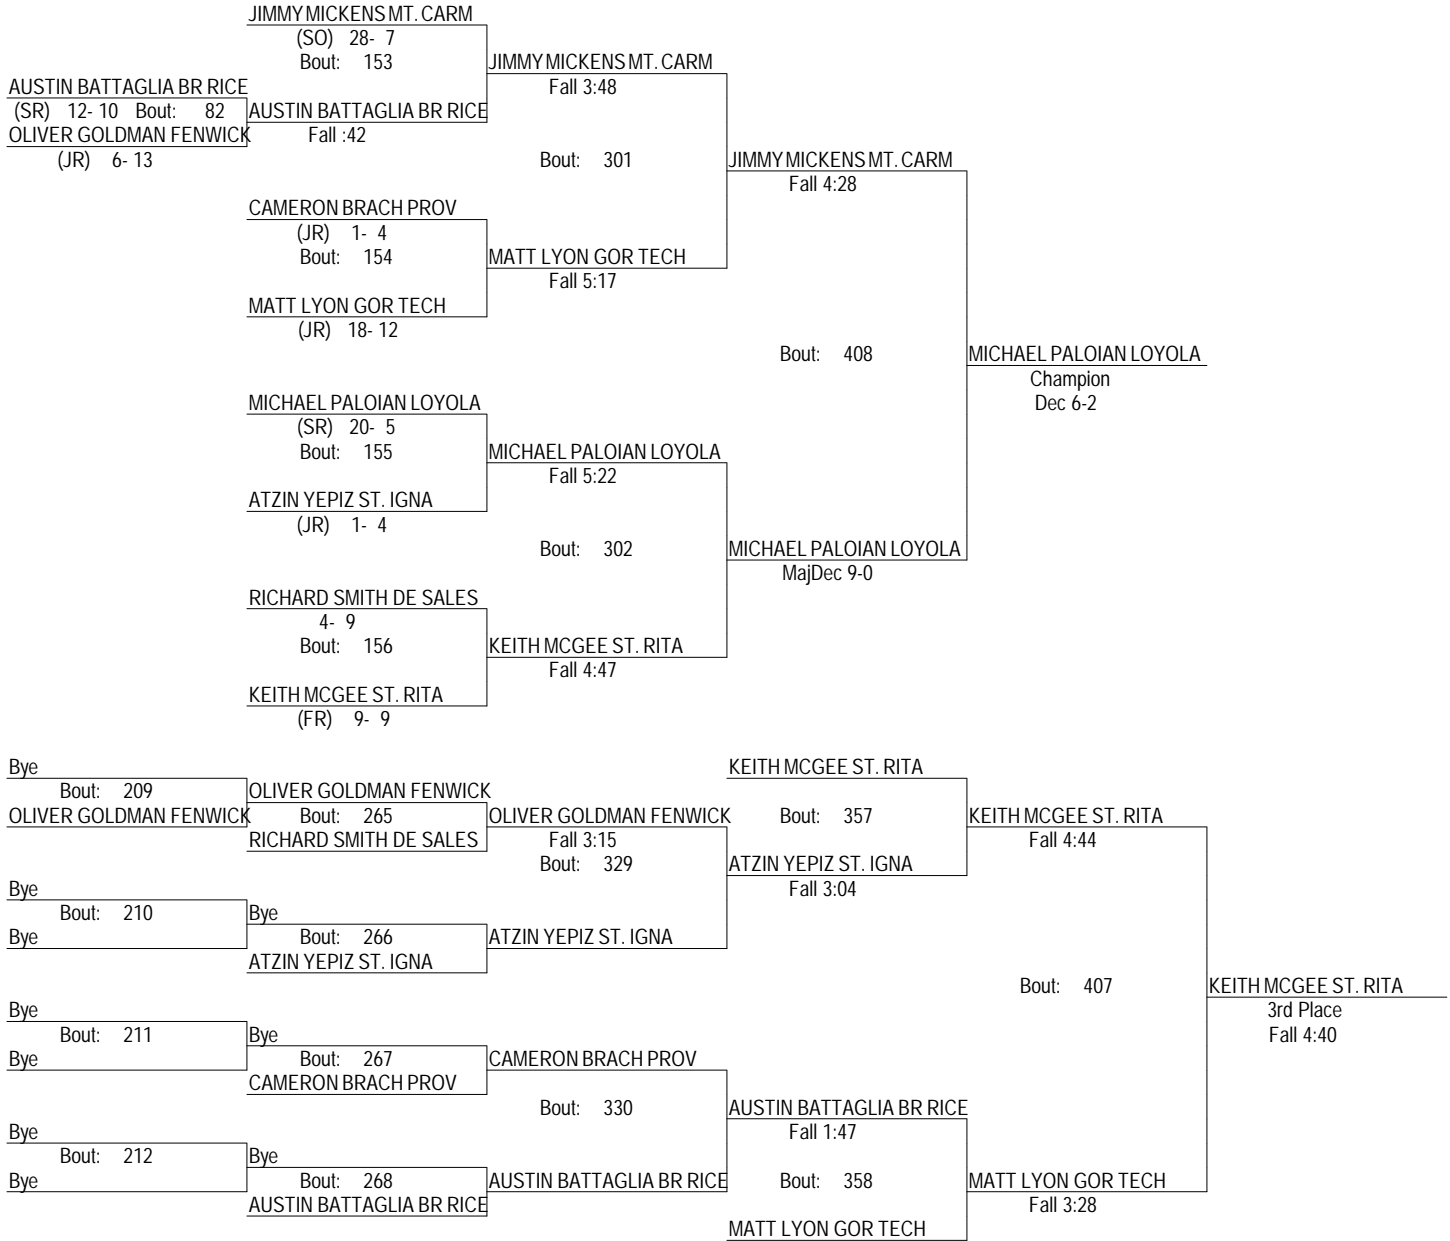 JIMMY MICKENS MT. CARM
(SO) 28- 7
Bout: 153
JIMMY MICKENS MT. CARM
Fall 3:48
AUSTIN BATTAGLIA BR RICE
(SR) 12- 10 Bout: 82
AUSTIN BATTAGLIA BR RICE
OLIVER GOLDMAN FENWICK
Fall :42
(JR) 6- 13
Bout: 301
JIMMY MICKENS MT. CARM
Fall 4:28
CAMERON BRACH PROV
(JR) 1- 4
Bout: 154
MATT LYON GOR TECH
Fall 5:17
MATT LYON GOR TECH
(JR) 18- 12
Bout: 408
MICHAEL PALOIAN LOYOLA
Champion
Dec 6-2
MICHAEL PALOIAN LOYOLA
(SR) 20- 5
Bout: 155
MICHAEL PALOIAN LOYOLA
Fall 5:22
ATZIN YEPIZ ST. IGNA
(JR) 1- 4
Bout: 302
MICHAEL PALOIAN LOYOLA
MajDec 9-0
RICHARD SMITH DE SALES
4- 9
Bout: 156
KEITH MCGEE ST. RITA
Fall 4:47
KEITH MCGEE ST. RITA
(FR) 9- 9
Bye
Bout: 209
OLIVER GOLDMAN FENWICK
OLIVER GOLDMAN FENWICK
Bout: 265
RICHARD SMITH DE SALES
OLIVER GOLDMAN FENWICK
Fall 3:15
Bout: 329
KEITH MCGEE ST. RITA
Bout: 357
ATZIN YEPIZ ST. IGNA
Fall 3:04
KEITH MCGEE ST. RITA
Fall 4:44
Bye
Bout: 210
Bye
Bye
Bout: 266
ATZIN YEPIZ ST. IGNA
ATZIN YEPIZ ST. IGNA
Bout: 407
KEITH MCGEE ST. RITA
3rd Place
Fall 4:40
Bye
Bout: 211
Bye
Bye
Bout: 267
CAMERON BRACH PROV
CAMERON BRACH PROV
Bout: 330
AUSTIN BATTAGLIA BR RICE
Fall 1:47
Bye
Bout: 212
Bye
Bye
Bout: 268
AUSTIN BATTAGLIA BR RICE
AUSTIN BATTAGLIA BR RICE
Bout: 358
MATT LYON GOR TECH
MATT LYON GOR TECH
Fall 3:28